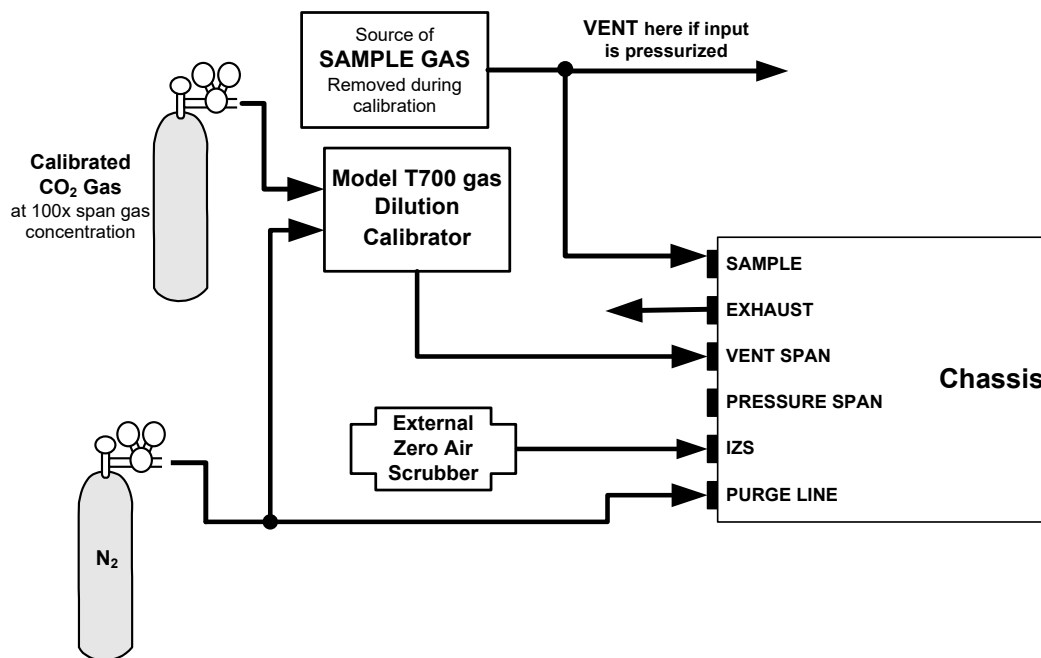 Source of
SAMPLE GAS
Removed during
calibration
VENT here if input
is pressurized
Calibrated
CO₂ Gas
at 100x span gas
concentration
Model T700 gas
Dilution
Calibrator
SAMPLE
EXHAUST
VENT SPAN
PRESSURE SPAN
IZS
PURGE LINE
Chassis
External
Zero Air
Scrubber
N₂